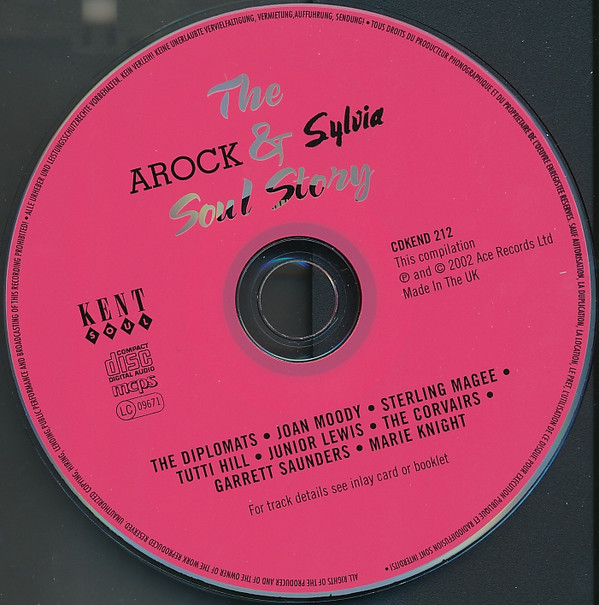 The
AROCK & Sylvia
Soul Story
CDKEND 212
This compilation
℗ and © 2002 Ace Records Ltd
Made In The UK
KENT
SOUL
COMPACT
disc
DIGITAL AUDIO
mcps
LC 09671
THE DIPLOMATS • JOAN MOODY • STERLING MAGEE •
TUTTI HILL • JUNIOR LEWIS • THE CORVAIRS •
GARRETT SAUNDERS • MARIE KNIGHT
For track details see inlay card or booklet
ALL RIGHTS OF THE PRODUCER AND OF THE OWNER OF THE WORK REPRODUCED RESERVED. UNAUTHORIZED COPYING, HIRING, LENDING PUBLIC PERFORMANCE AND BROADCASTING OF THIS RECORDING PROHIBITED! • ALLE URHEBER UND LEISTUNGSSCHUTZRECHTE VORBEHALTEN. KEIN VERLEIH! KEINE UNERLAUBTE VERVIELFALTIGUNG, VERMIETUNG,AUFFUHRUNG, SENDUNG! • TOUS DROITS DU PRODUCTEUR PHONOGRAPHIQUE ET DU PROPRIETAIRE DE L'OEUVRE ENREGISTREE RESERVES. SAUF AUTORISATION, LA DUPLICATION, LA LOCATION, LE PRET, L'UTILISATION DE CE DISQUE POUR EXECUTION PUBLIQUE ET RADIODIFFUSION SONT INTERDITS! •